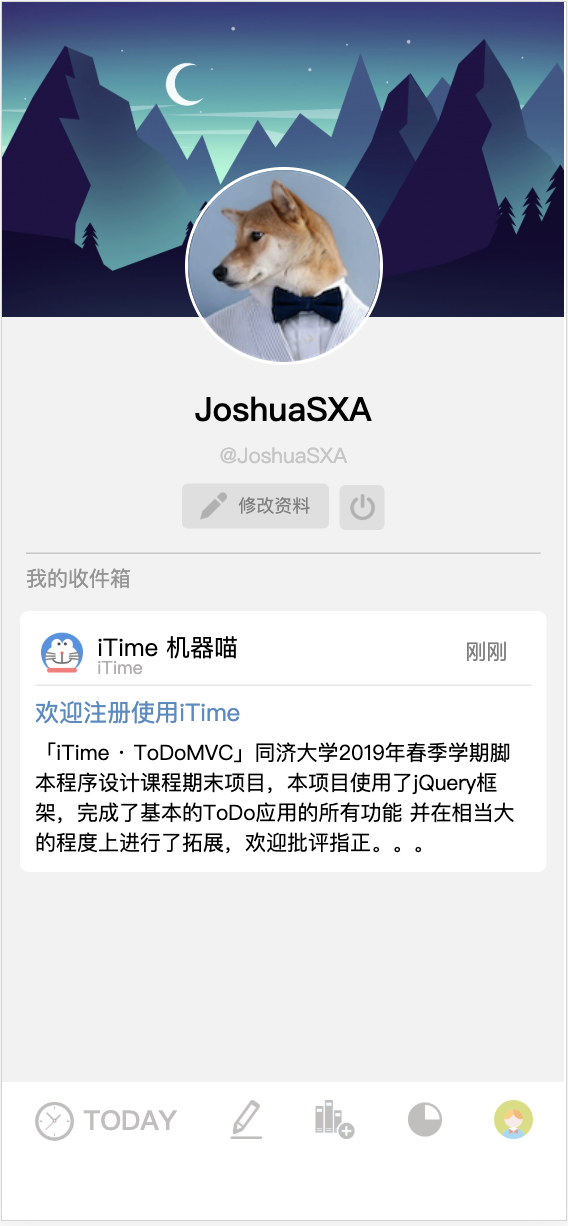 JoshuaSXA
@JoshuaSXA
修改资料
我的收件箱
iTime 机器喵
刚刚
iTime
欢迎注册使用iTime
「iTime · ToDoMVC」同济大学2019年春季学期脚
本程序设计课程期末项目，本项目使用了jQuery框
架，完成了基本的ToDo应用的所有功能 并在相当大
的程度上进行了拓展，欢迎批评指正。。。
TODAY